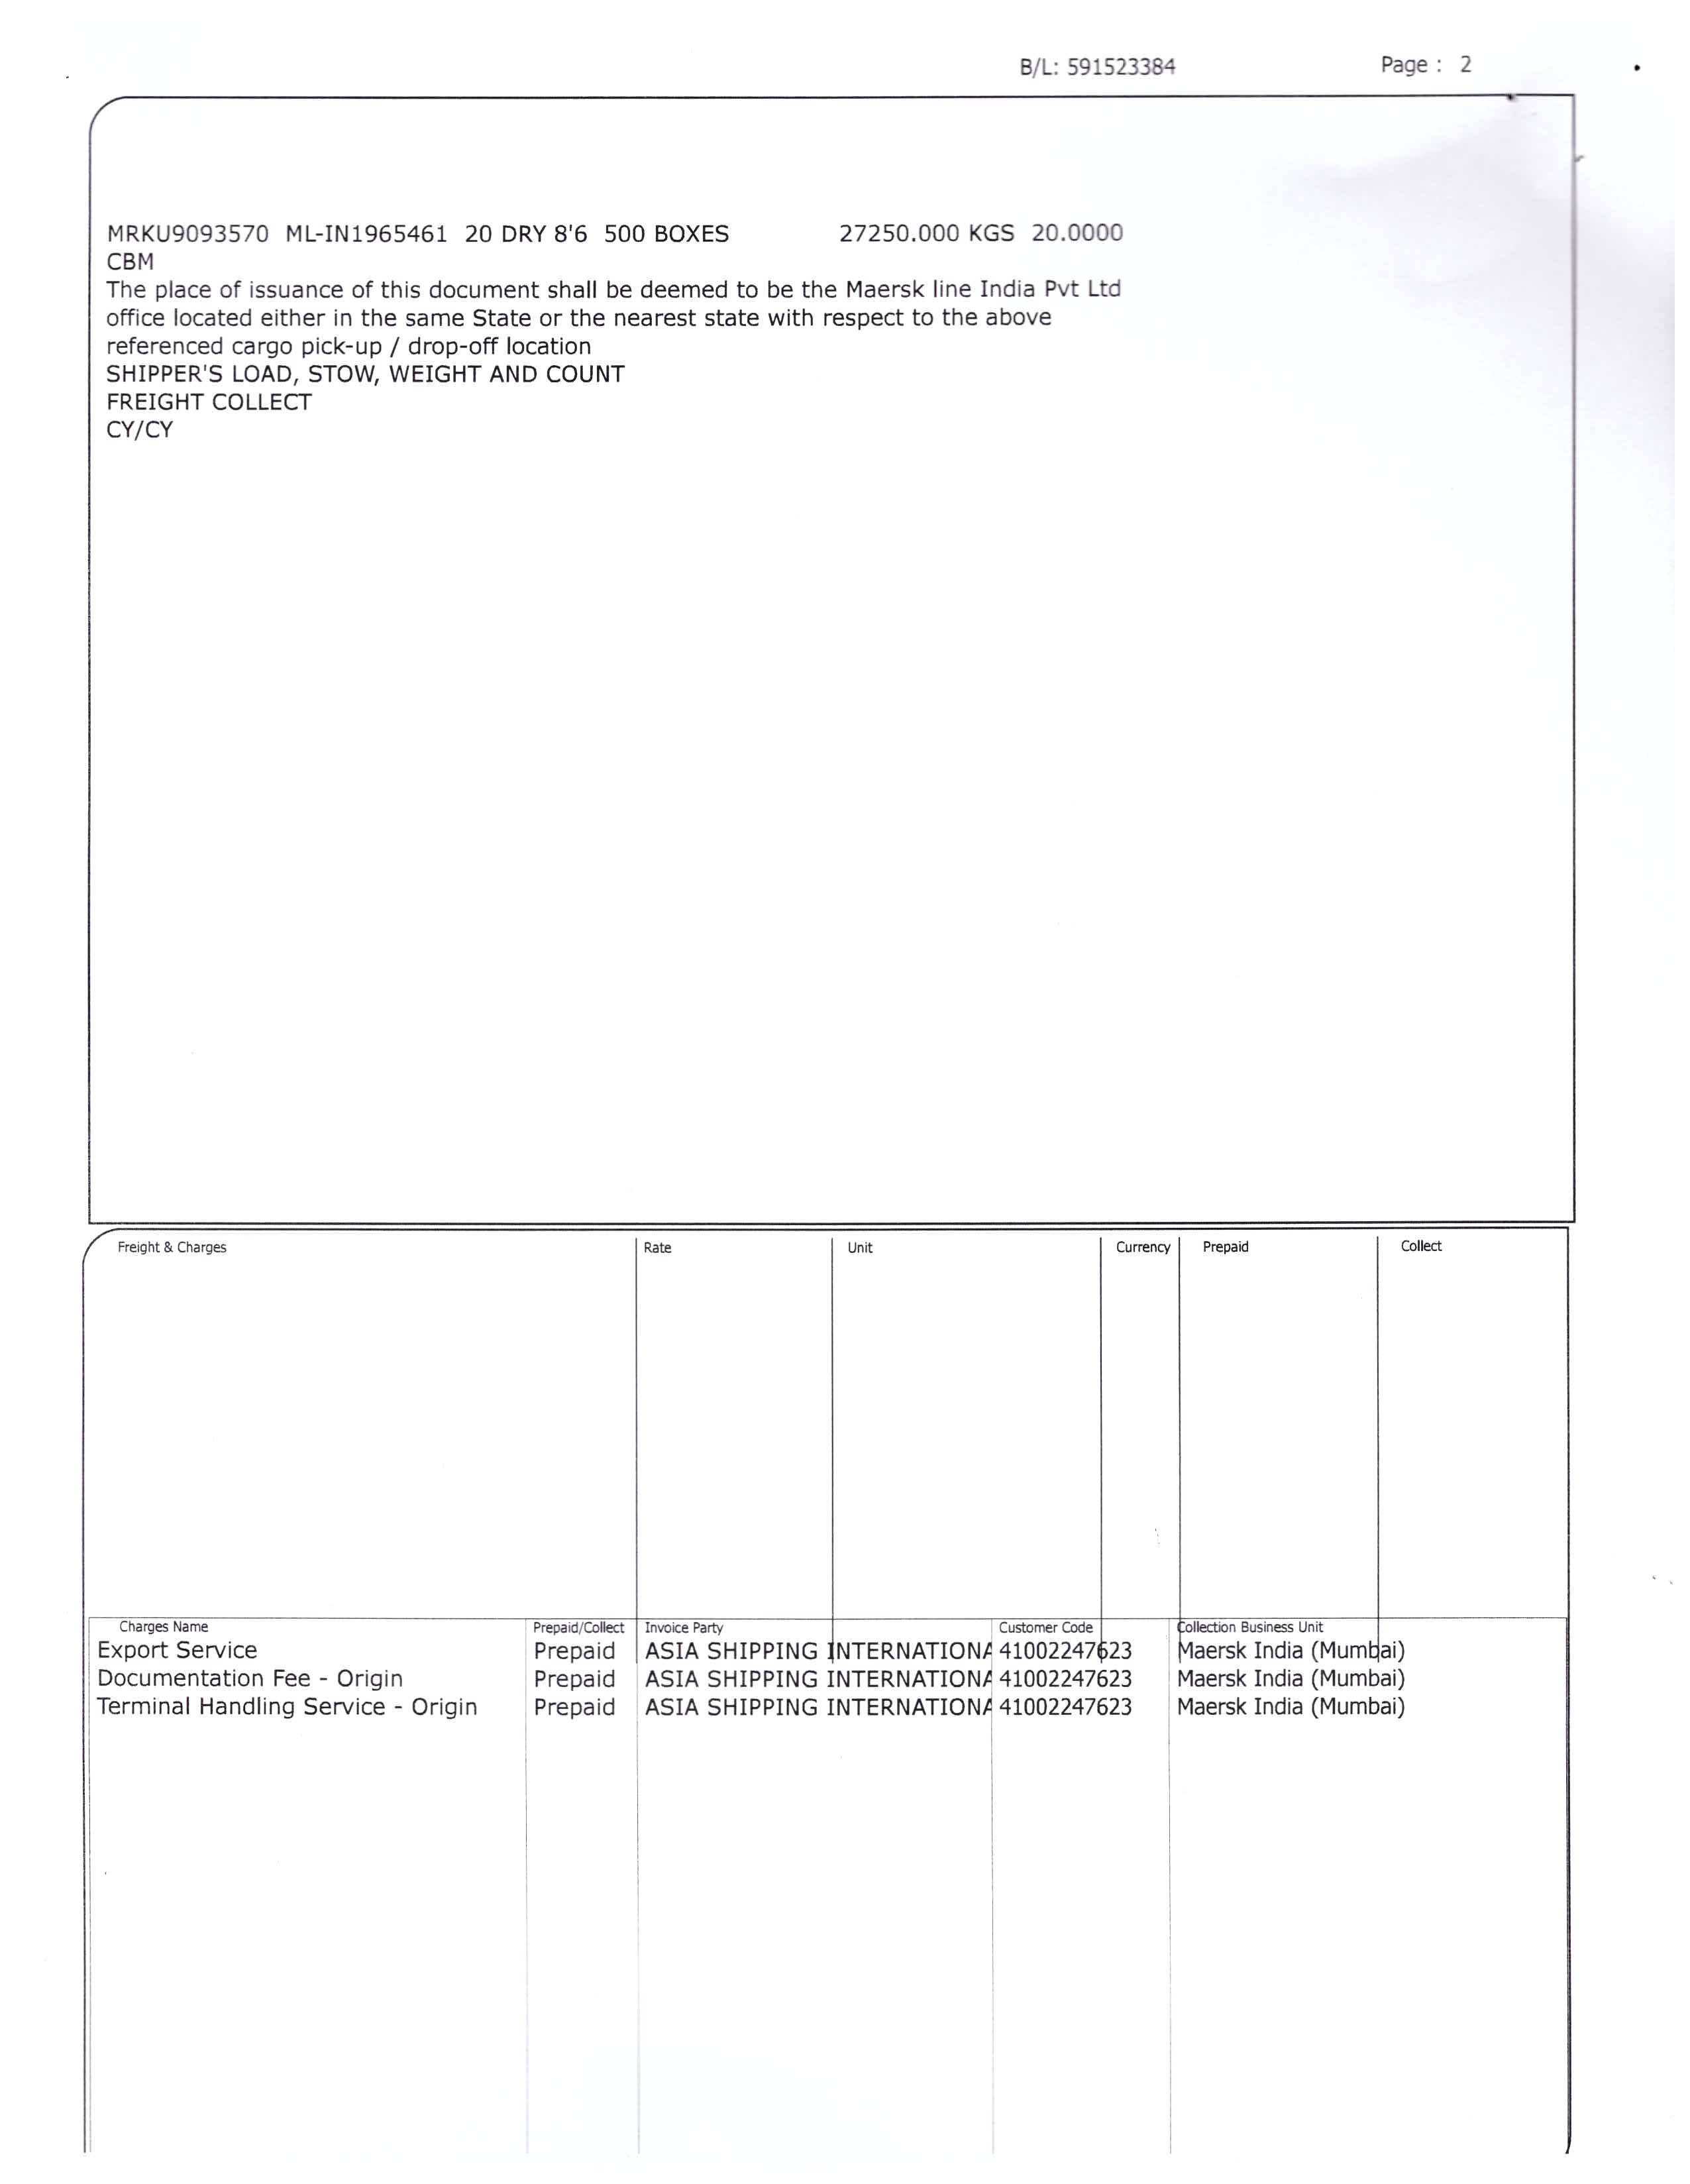 B/L: 591523384 Page : 2
MRKU9093570 ML-IN1965461 20 DRY 8'6 500 BOXES 27250.000 KGS 20.0000
CBM
The place of issuance of this document shall be deemed to be the Maersk line India Pvt Ltd
office located either in the same State or the nearest state with respect to the above
referenced cargo pick-up / drop-off location
SHIPPER'S LOAD, STOW, WEIGHT AND COUNT
FREIGHT COLLECT
CY/CY
Freight & Charges Rate Unit Currency Prepaid Collect
Charges Name Prepaid/Collect Invoice Party Customer Code Collection Business Unit
Export Service Prepaid ASIA SHIPPING INTERNATIONA 41002247623 Maersk India (Mumbai)
Documentation Fee - Origin Prepaid ASIA SHIPPING INTERNATIONA 41002247623 Maersk India (Mumbai)
Terminal Handling Service - Origin Prepaid ASIA SHIPPING INTERNATIONA 41002247623 Maersk India (Mumbai)